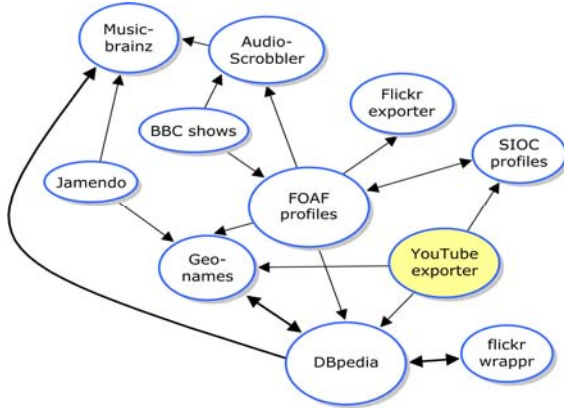 Music-
brainz
Audio-
Scrobbler
Flickr
exporter
BBC shows
SIOC
profiles
Jamendo
FOAF
profiles
Geo-
names
YouTube
exporter
DBpedia
flickr
wrappr